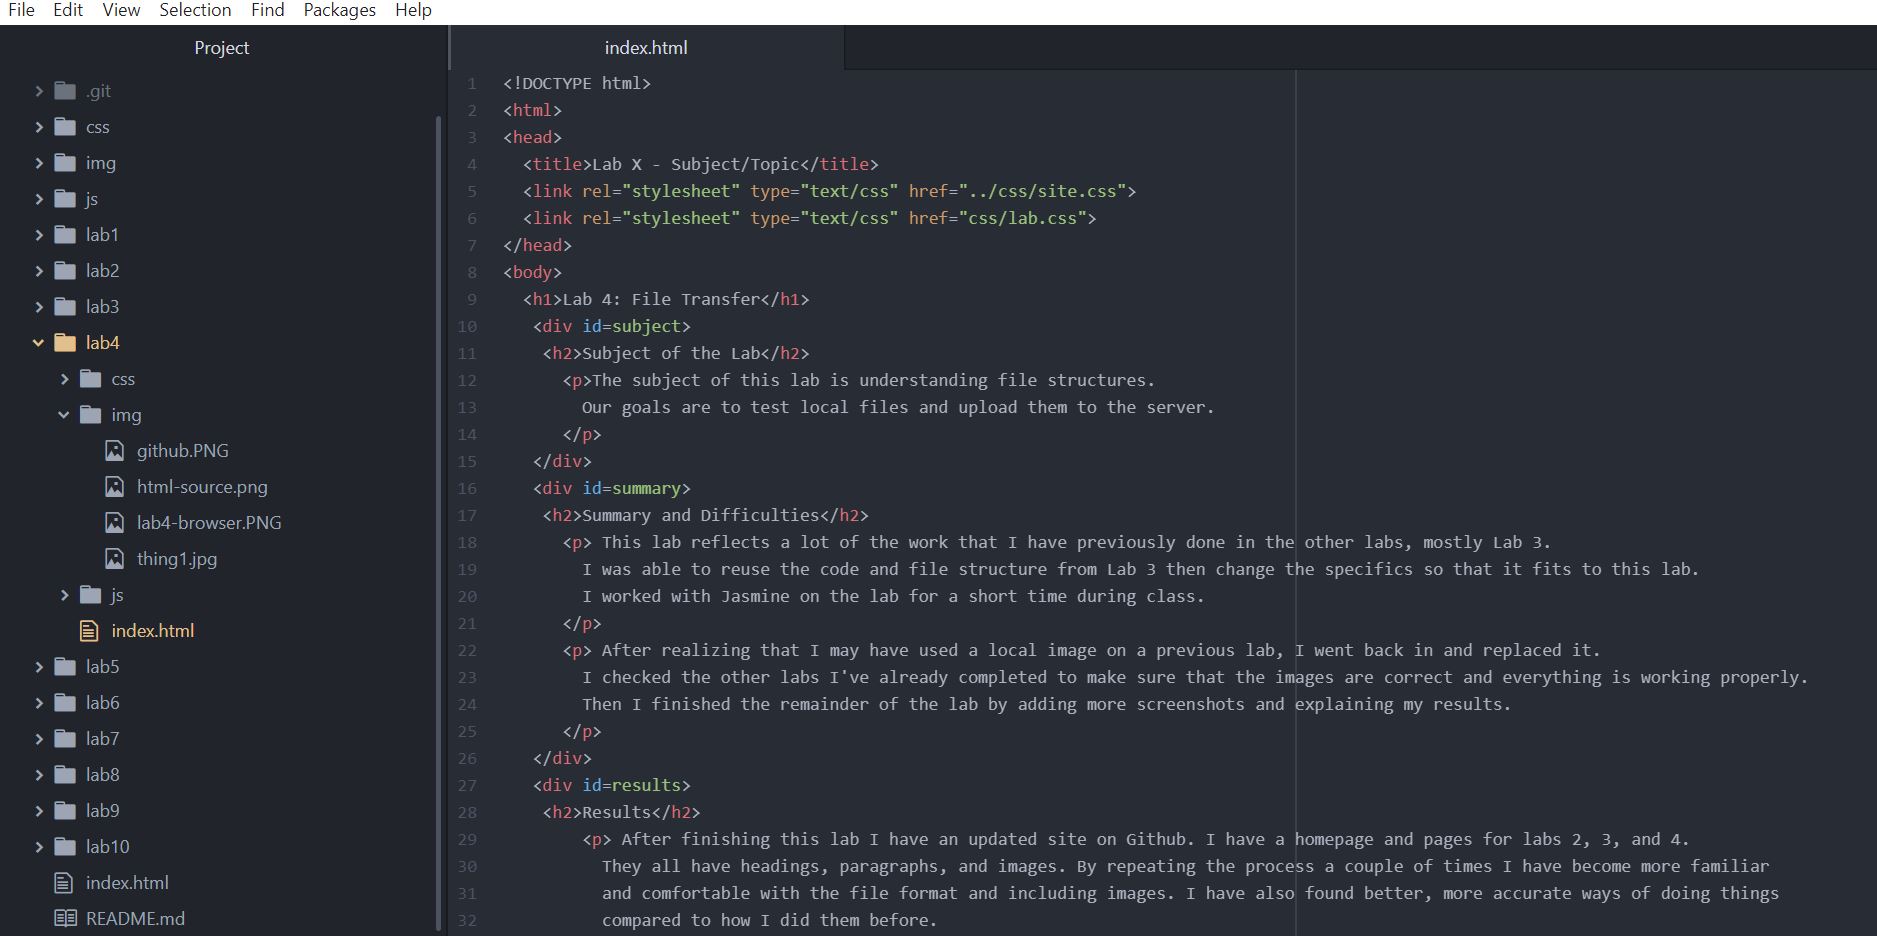 File Edit View Selection Find Packages Help
Project
.git
css
img
js
lab1
lab2
lab3
lab4
css
img
github.PNG
html-source.png
lab4-browser.PNG
thing1.jpg
js
index.html
lab5
lab6
lab7
lab8
lab9
lab10
index.html
README.md
index.html
1 <!DOCTYPE html>
2 <html>
3 <head>
4 <title>Lab X - Subject/Topic</title>
5 <link rel="stylesheet" type="text/css" href="../css/site.css">
6 <link rel="stylesheet" type="text/css" href="css/lab.css">
7 </head>
8 <body>
9 <h1>Lab 4: File Transfer</h1>
10 <div id=subject>
11 <h2>Subject of the Lab</h2>
12 <p>The subject of this lab is understanding file structures.
13 Our goals are to test local files and upload them to the server.
14 </p>
15 </div>
16 <div id=summary>
17 <h2>Summary and Difficulties</h2>
18 <p> This lab reflects a lot of the work that I have previously done in the other labs, mostly Lab 3.
19 I was able to reuse the code and file structure from Lab 3 then change the specifics so that it fits to this lab.
20 I worked with Jasmine on the lab for a short time during class.
21 </p>
22 <p> After realizing that I may have used a local image on a previous lab, I went back in and replaced it.
23 I checked the other labs I've already completed to make sure that the images are correct and everything is working properly.
24 Then I finished the remainder of the lab by adding more screenshots and explaining my results.
25 </p>
26 </div>
27 <div id=results>
28 <h2>Results</h2>
29 <p> After finishing this lab I have an updated site on Github. I have a homepage and pages for labs 2, 3, and 4.
30 They all have headings, paragraphs, and images. By repeating the process a couple of times I have become more familiar
31 and comfortable with the file format and including images. I have also found better, more accurate ways of doing things
32 compared to how I did them before.